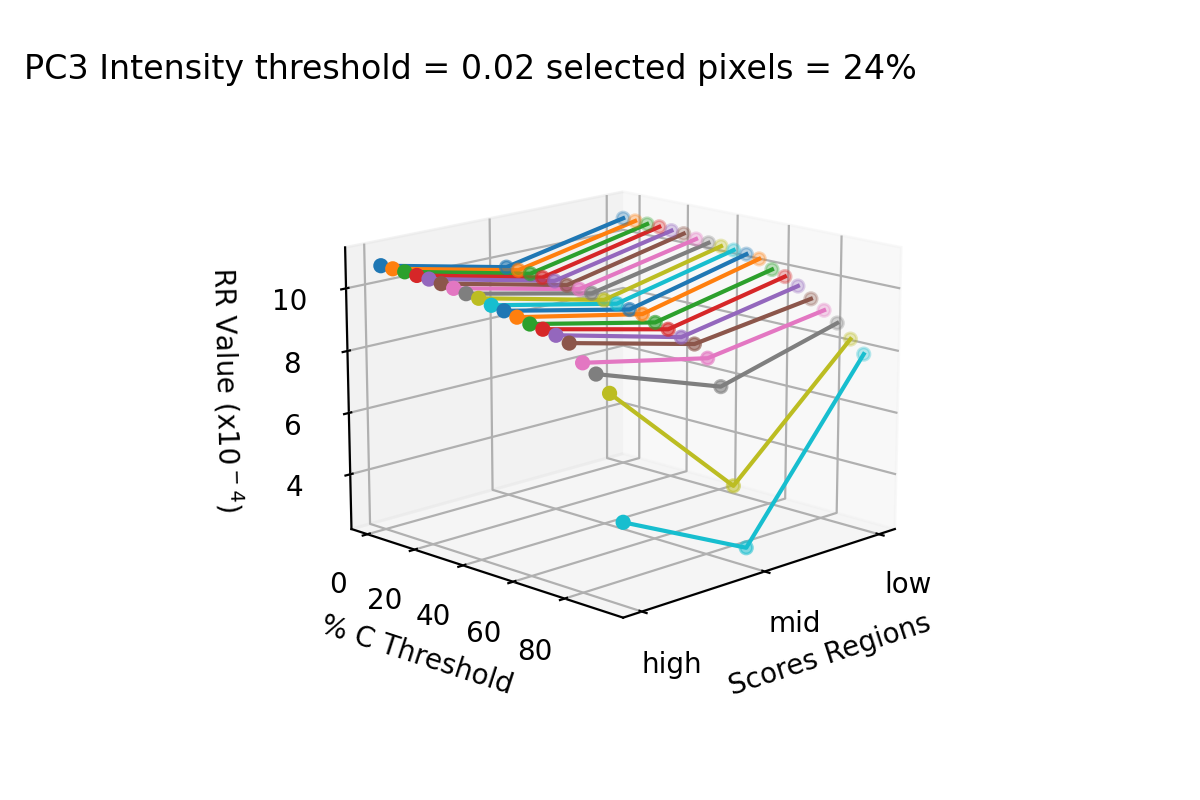 PC3 Intensity threshold = 0.02 selected pixels = 24%
RR Value (x10⁻⁴)
10
8
6
4
0
20
40
60
80
% C Threshold
high
mid
low
Scores Regions